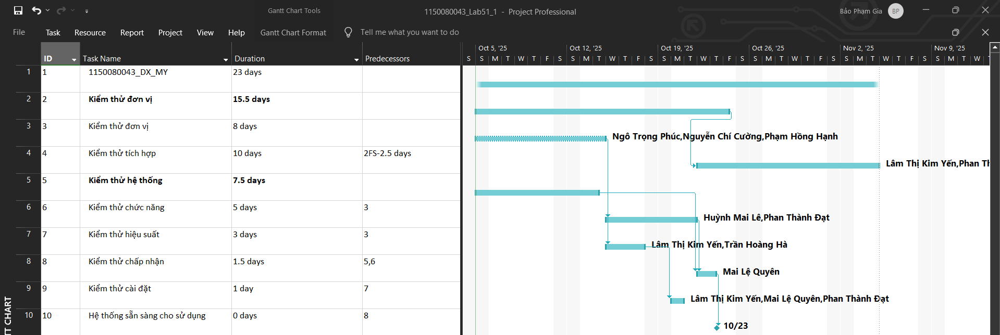 Gantt Chart Tools
1150080043_Lab51_1 - Project Professional
Bảo Phạm Gia
BP
File Task Resource Report Project View Help Gantt Chart Format Tell me what you want to do
Oct 5, '25 Oct 12, '25 Oct 19, '25 Oct 26, '25 Nov 2, '25 Nov 9, '25
ID Task Name Duration Predecessors
S S M T W T F S S M T W T F S S M T W T F S S M T W T F S S M T W T F S S M T W
1 1 1150080043_DX_MY 23 days
2 2 Kiểm thử đơn vị 15.5 days
3 3 Kiểm thử đơn vị 8 days
Ngô Trọng Phúc,Nguyễn Chí Cường,Phạm Hồng Hạnh
4 4 Kiểm thử tích hợp 10 days 2FS-2.5 days
Lâm Thị Kim Yến,Phan
5 5 Kiểm thử hệ thống 7.5 days
6 6 Kiểm thử chức năng 5 days 3
Huỳnh Mai Lê,Phan Thành Đạt
7 7 Kiểm thử hiệu suất 3 days 3
Lâm Thị Kim Yến,Trần Hoàng Hà
8 8 Kiểm thử chấp nhận 1.5 days 5,6
Mai Lệ Quyên
9 9 Kiểm thử cài đặt 1 day 7
Lâm Thị Kim Yến,Mai Lệ Quyên,Phan Thành Đạt
10 10 Hệ thống sẵn sàng cho sử dụng 0 days 8
10/23
TT CHART